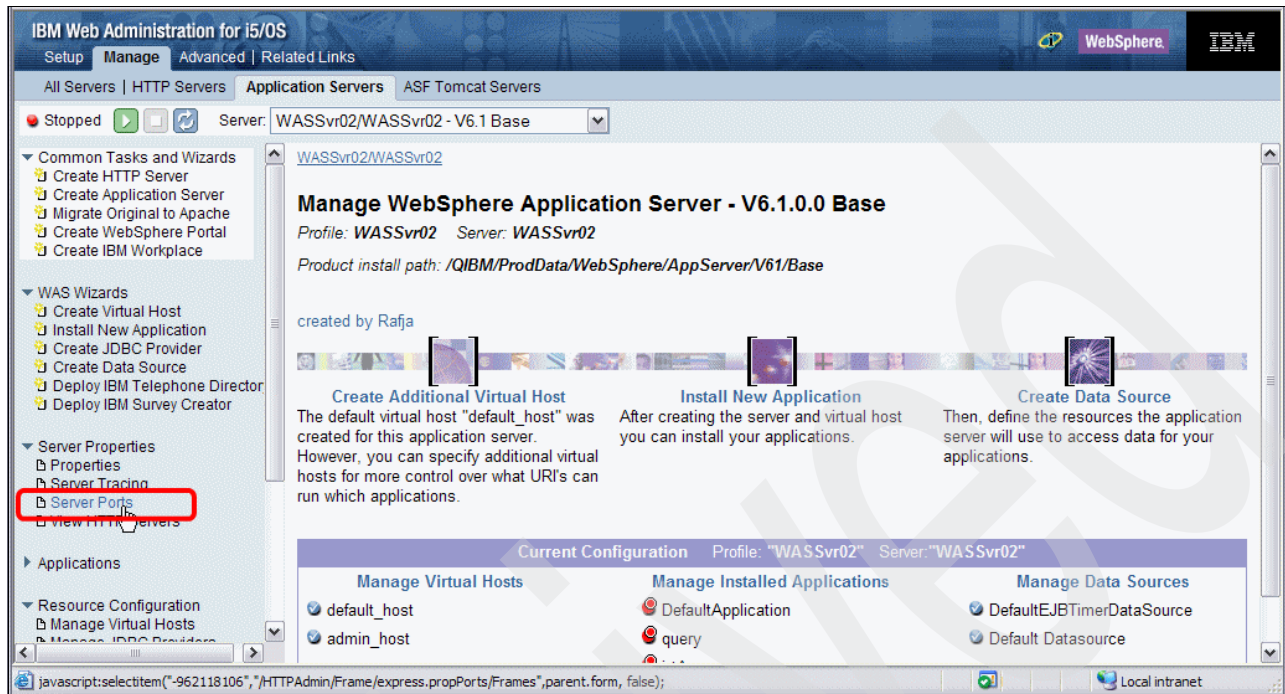 IBM Web Administration for i5/OS
WebSphere.
IBM
Setup Manage Advanced | Related Links
All Servers | HTTP Servers Application Servers ASF Tomcat Servers
Stopped Server: WASSvr02/WASSvr02 - V6.1 Base
Common Tasks and Wizards
Create HTTP Server
Create Application Server
Migrate Original to Apache
Create WebSphere Portal
Create IBM Workplace
WAS Wizards
Create Virtual Host
Install New Application
Create JDBC Provider
Create Data Source
Deploy IBM Telephone Director
Deploy IBM Survey Creator
Server Properties
Properties
Server Tracing
Server Ports
View HTTP Servers
Applications
Resource Configuration
Manage Virtual Hosts
Manage JDBC Providers
WASSvr02/WASSvr02
Manage WebSphere Application Server - V6.1.0.0 Base
Profile: WASSvr02 Server: WASSvr02
Product install path: /QIBM/ProdData/WebSphere/AppServer/V61/Base
created by Rafja
Create Additional Virtual Host
The default virtual host "default_host" was
created for this application server.
However, you can specify additional virtual
hosts for more control over what URI's can
run which applications.
Install New Application
After creating the server and virtual host
you can install your applications.
Create Data Source
Then, define the resources the application
server will use to access data for your
applications.
Current Configuration Profile: "WASSvr02" Server:"WASSvr02"
Manage Virtual Hosts
default_host
admin_host
Manage Installed Applications
DefaultApplication
query
Manage Data Sources
DefaultEJBTimerDataSource
Default Datasource
javascript:selectitem("-962118106","/HTTPAdmin/Frame/express.propPorts/Frames",parent.form, false);
Local intranet